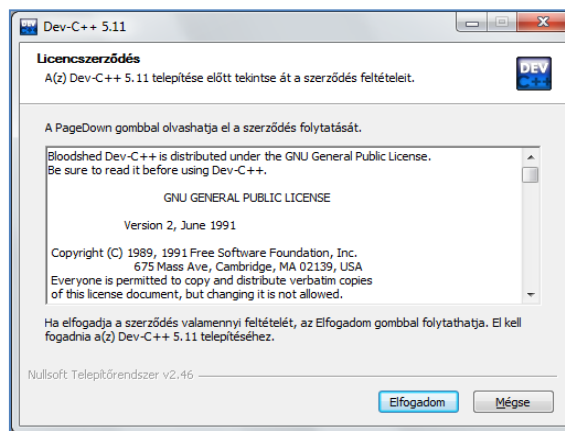 Dev-C++ 5.11
Licencszerződés
A(z) Dev-C++ 5.11 telepítése előtt tekintse át a szerződés feltételeit.
DEV
C++
A PageDown gombbal olvashatja el a szerződés folytatását.
Bloodshed Dev-C++ is distributed under the GNU General Public License.
Be sure to read it before using Dev-C++.
GNU GENERAL PUBLIC LICENSE
Version 2, June 1991
Copyright (C) 1989, 1991 Free Software Foundation, Inc.
675 Mass Ave, Cambridge, MA 02139, USA
Everyone is permitted to copy and distribute verbatim copies
of this license document, but changing it is not allowed.
Ha elfogadja a szerződés valamennyi feltételét, az Elfogadom gombbal folytathatja. El kell
fogadnia a(z) Dev-C++ 5.11 telepítéséhez.
Nullsoft Telepítőrendszer v2.46
Elfogadom
Mégse